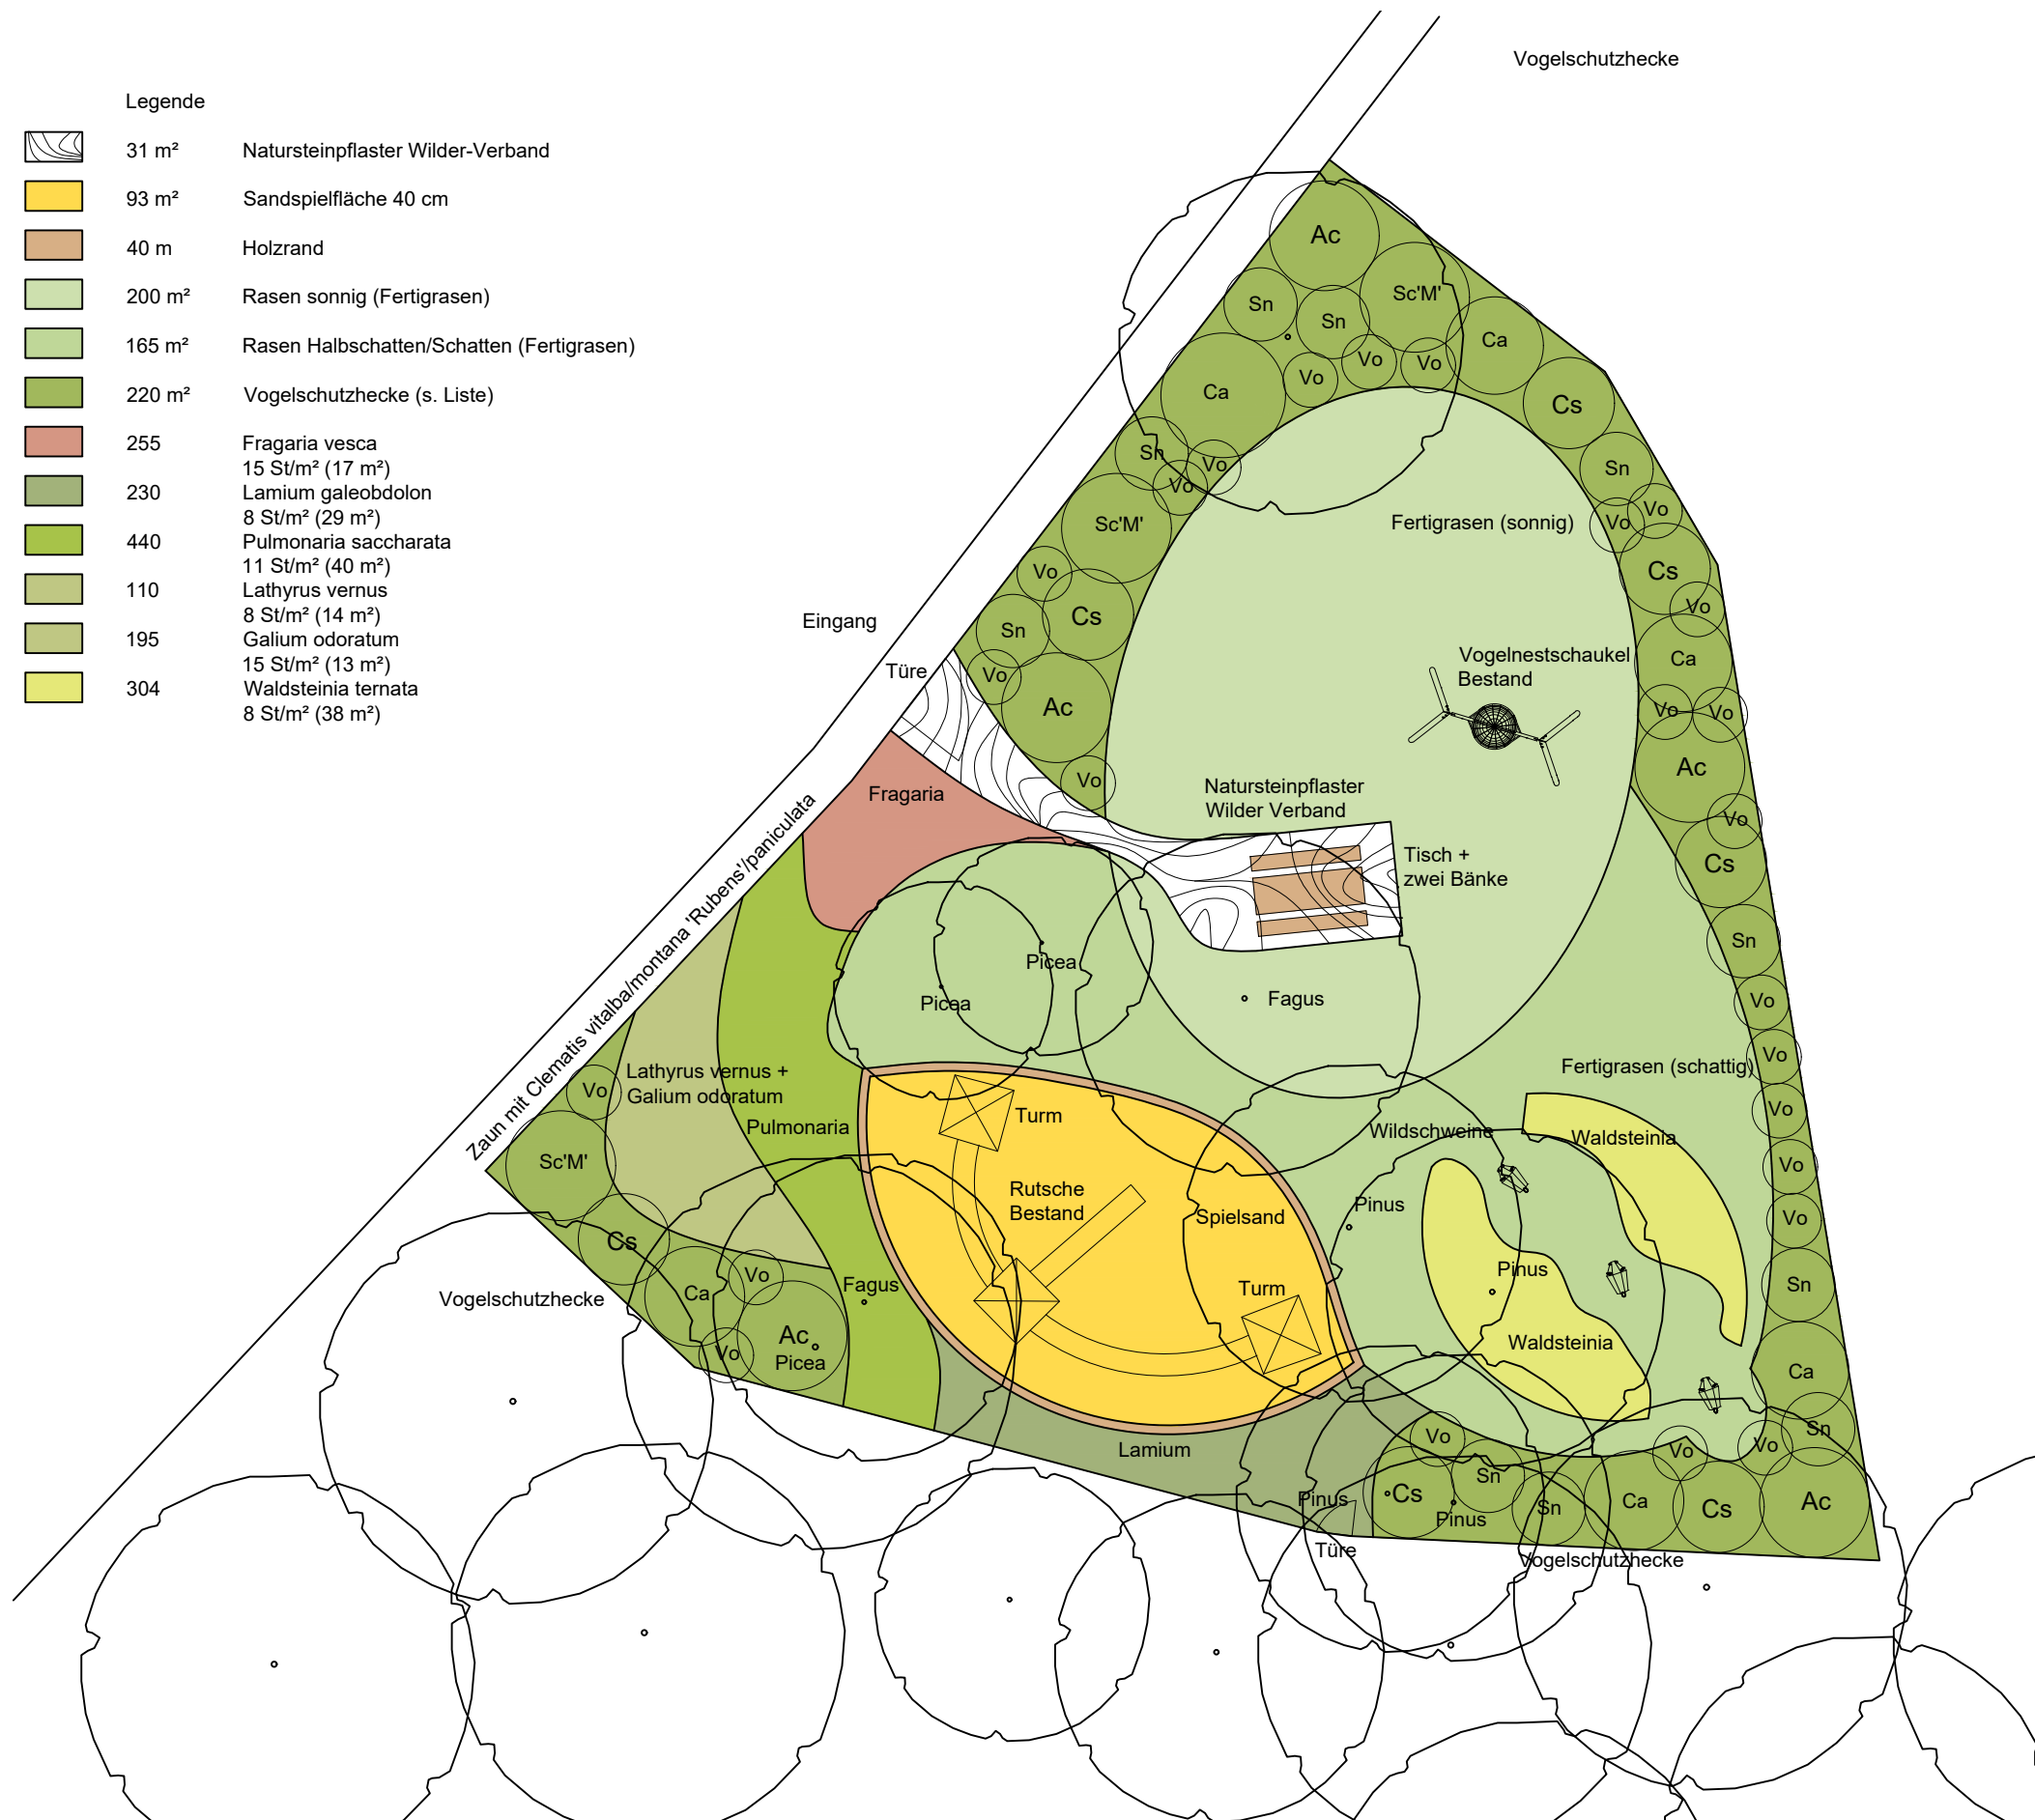 Vogelschutzhecke
Legende
31 m² Natursteinpflaster Wilder-Verband
93 m² Sandspielfläche 40 cm
40 m Holzrand
200 m² Rasen sonnig (Fertigrasen)
165 m² Rasen Halbschatten/Schatten (Fertigrasen)
220 m² Vogelschutzhecke (s. Liste)
255 Fragaria vesca
15 St/m² (17 m²)
230 Lamium galeobdolon
8 St/m² (29 m²)
440 Pulmonaria saccharata
11 St/m² (40 m²)
110 Lathyrus vernus
8 St/m² (14 m²)
195 Galium odoratum
15 St/m² (13 m²)
304 Waldsteinia ternata
8 St/m² (38 m²)
Ac
Sc'M'
Sn
Sn
Ca
Vo
Vo
Vo
Ca
Cs
Sn
Vo
Vo
Sn
Sc'M'
Vo
Vo
Fertigrasen (sonnig)
Vo
Cs
Vo
Cs
Sn
Eingang
Türe
Vo
Ac
Vo
Vogelnestschaukel
Bestand
Ca
Vo
Vo
Ac
Vo
Cs
Natursteinpflaster
Wilder Verband
Fragaria
Tisch +
zwei Bänke
Zaun mit Clematis vitalba/montana 'Rubens'/paniculata
Sn
Picea
Picea
Fagus
Vo
Vo
Fertigrasen (schattig)
Lathyrus vernus +
Galium odoratum
Vo
Pulmonaria
Turm
Wildschweine
Waldsteinia
Vo
Sc'M'
Vo
Rutsche
Bestand
Spielsand
Pinus
Vo
Cs
Pinus
Sn
Vo
Ca
Fagus
Turm
Vogelschutzhecke
Ac
Picea
Vo
Waldsteinia
Ca
Sn
Lamium
Vo
Vo
Vo
Sn
Cs
Pinus
Pinus
Sn
Ca
Cs
Ac
Türe
Vogelschutzhecke